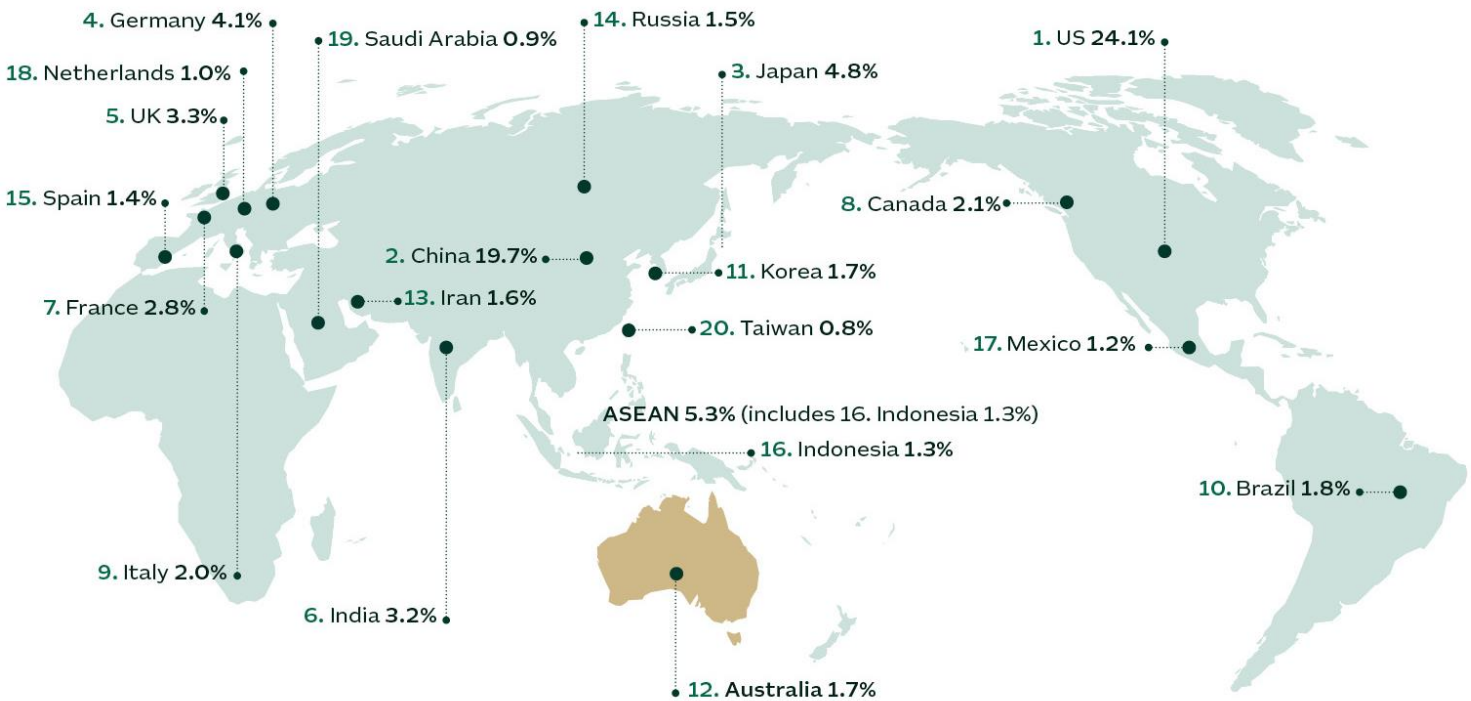 4. Germany 4.1%
14. Russia 1.5%
1. US 24.1%
19. Saudi Arabia 0.9%
18. Netherlands 1.0%
3. Japan 4.8%
5. UK 3.3%
15. Spain 1.4%
8. Canada 2.1%
2. China 19.7%
11. Korea 1.7%
7. France 2.8%
13. Iran 1.6%
20. Taiwan 0.8%
17. Mexico 1.2%
ASEAN 5.3% (includes 16. Indonesia 1.3%)
16. Indonesia 1.3%
10. Brazil 1.8%
9. Italy 2.0%
6. India 3.2%
12. Australia 1.7%